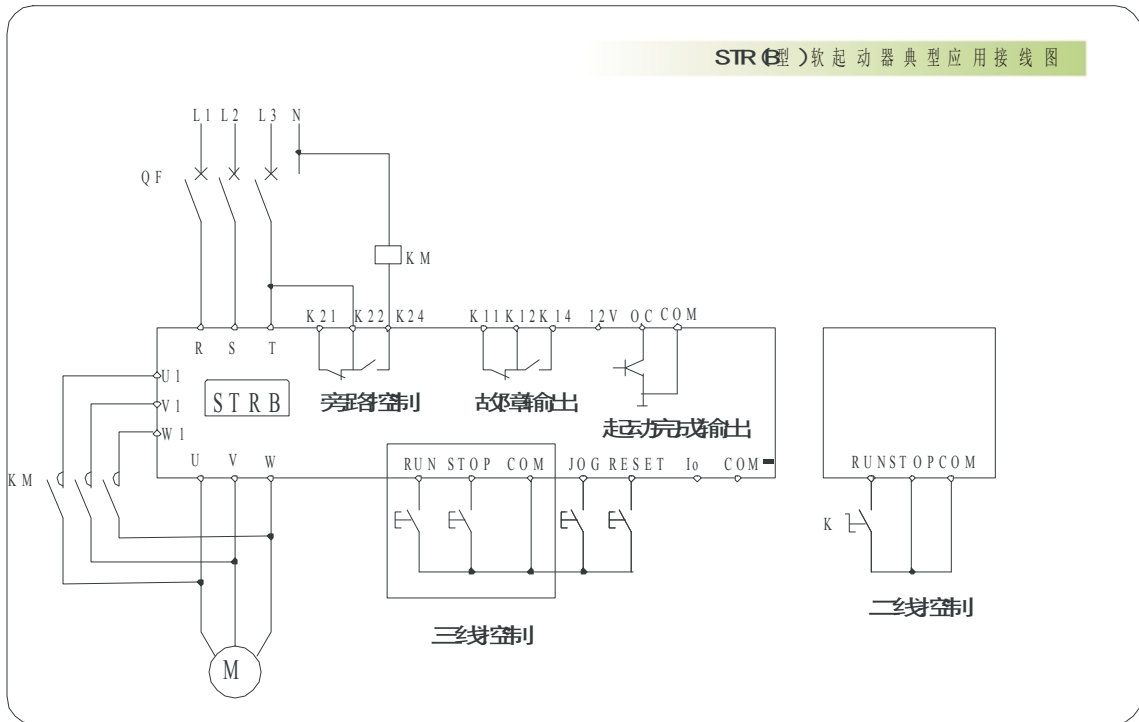 STR(B型)软起动器典型应用接线图
L1 L2 L3 N
QF
KM
K21 K22 K24 K11 K12 K14 12V OC COM
R S T
U1
STRB
旁路控制 故障输出
V1
起动完成输出
W1
U V W
RUN STOP COM JOG RESET Io COM
RUN STOP COM
KM
K
二线控制
三线控制
M